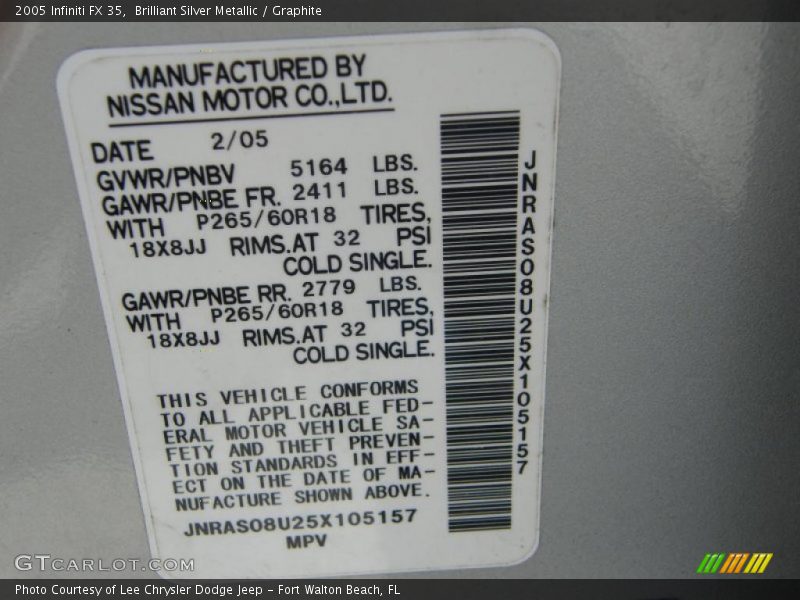 2005 Infiniti FX 35, Brilliant Silver Metallic / Graphite
MANUFACTURED BY
NISSAN MOTOR CO.,LTD.
DATE 2/05
GVWR/PNBV 5164 LBS.
GAWR/PNBE FR. 2411 LBS.
WITH P265/60R18 TIRES,
18X8JJ RIMS.AT 32 PSI
COLD SINGLE.
GAWR/PNBE RR. 2779 LBS.
WITH P265/60R18 TIRES,
18X8JJ RIMS.AT 32 PSI
COLD SINGLE.
THIS VEHICLE CONFORMS
TO ALL APPLICABLE FED-
ERAL MOTOR VEHICLE SA-
FETY AND THEFT PREVEN-
TION STANDARDS IN EFF-
ECT ON THE DATE OF MA-
NUFACTURE SHOWN ABOVE.
JNRAS08U25X105157
MPV
JNRAS08U25X105157
GTCARLOT.COM
Photo Courtesy of Lee Chrysler Dodge Jeep - Fort Walton Beach, FL